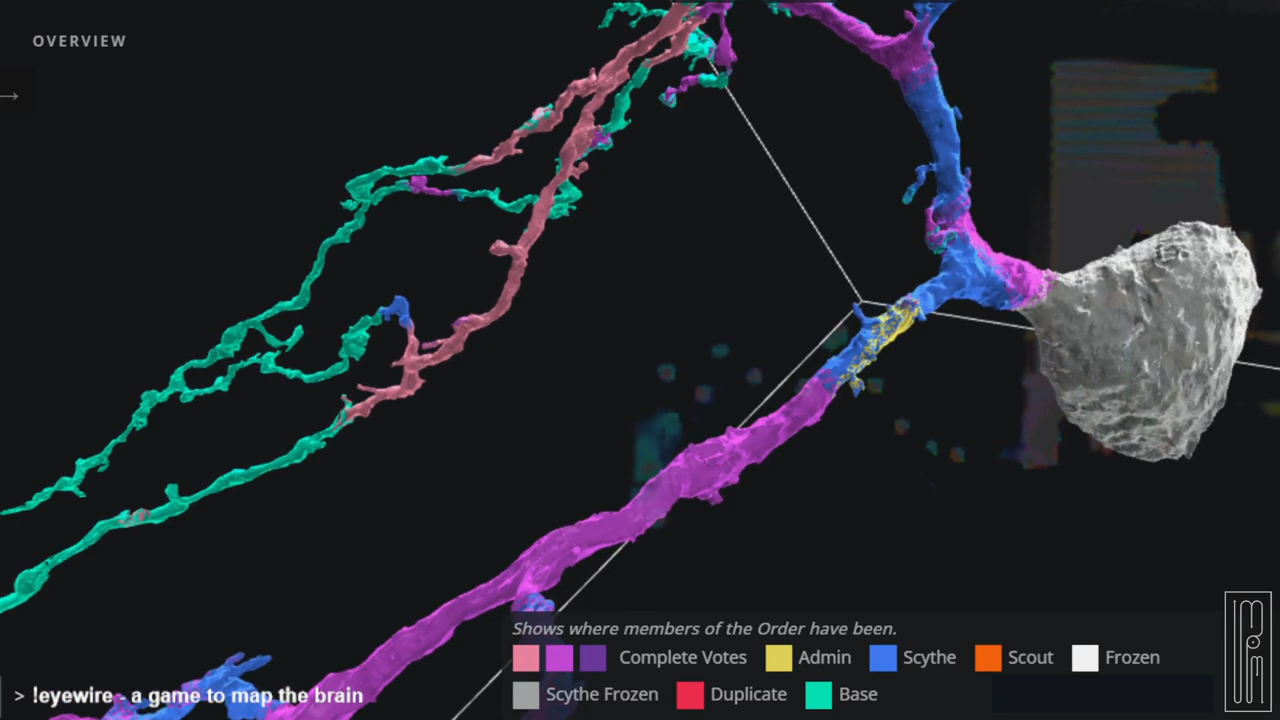 OVERVIEW
Shows where members of the Order have been.
Complete Votes Admin Scythe Scout Frozen
Scythe Frozen Duplicate Base
> !eyewire - a game to map the brain